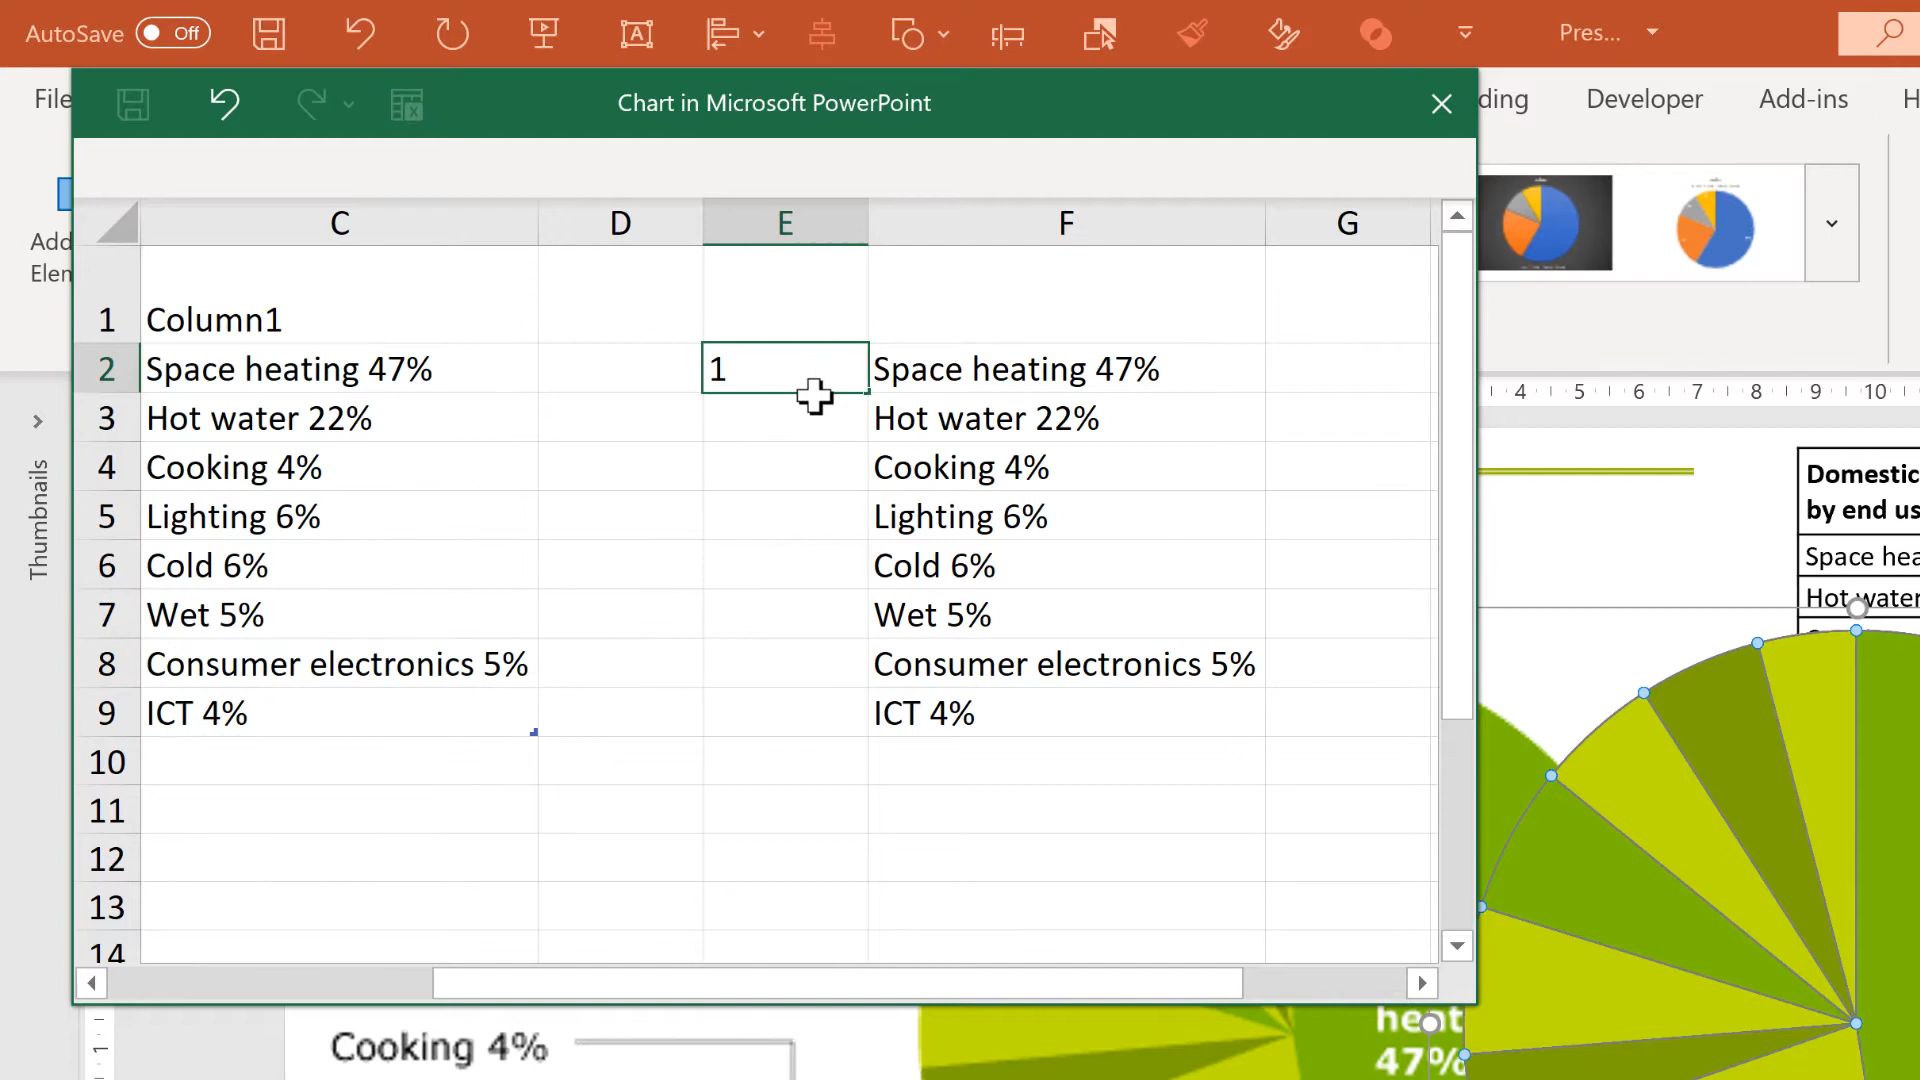 AutoSave Off
Pres...
File
Chart in Microsoft PowerPoint
ding Developer Add-ins H
Add
Elem
C D E F G
1 Column1
2 Space heating 47% 1 Space heating 47%
3 Hot water 22% Hot water 22%
4 Cooking 4% Cooking 4%
5 Lighting 6% Lighting 6%
6 Cold 6% Cold 6%
7 Wet 5% Wet 5%
8 Consumer electronics 5% Consumer electronics 5%
9 ICT 4% ICT 4%
10
11
12
13
14
Thumbnails
4 5 6 7 8 9 10
Domestic
by end us
Space hea
Hot water
1
Cooking 4%
heat
47%